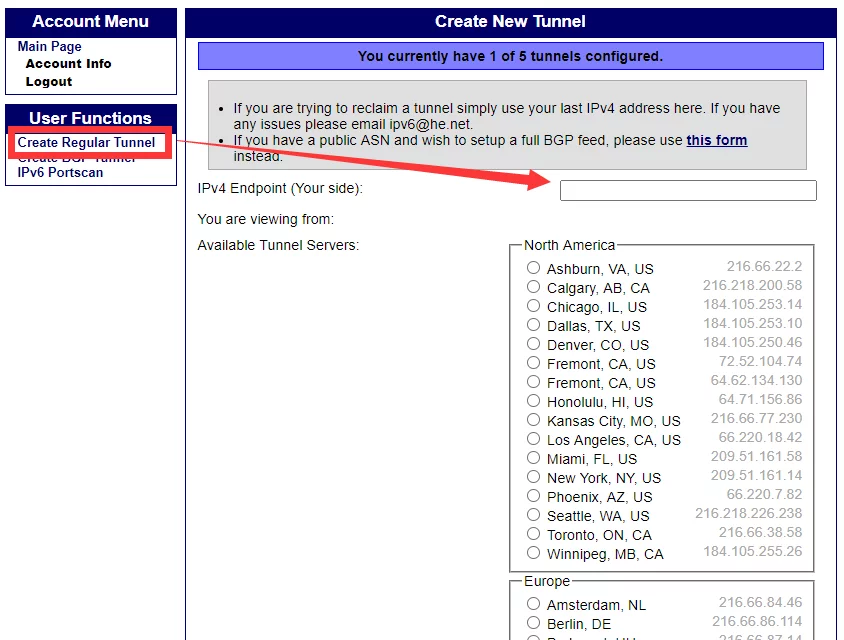 Account Menu
Main Page
Account Info
Logout
User Functions
Create Regular Tunnel
Create BGP Tunnel
IPv6 Portscan
Create New Tunnel
You currently have 1 of 5 tunnels configured.
If you are trying to reclaim a tunnel simply use your last IPv4 address here. If you have
any issues please email ipv6@he.net.
If you have a public ASN and wish to setup a full BGP feed, please use this form
instead.
IPv4 Endpoint (Your side):
You are viewing from:
Available Tunnel Servers:
North America
Ashburn, VA, US 216.66.22.2
Calgary, AB, CA 216.218.200.58
Chicago, IL, US 184.105.253.14
Dallas, TX, US 184.105.253.10
Denver, CO, US 184.105.250.46
Fremont, CA, US 72.52.104.74
Fremont, CA, US 64.62.134.130
Honolulu, HI, US 64.71.156.86
Kansas City, MO, US 216.66.77.230
Los Angeles, CA, US 66.220.18.42
Miami, FL, US 209.51.161.58
New York, NY, US 209.51.161.14
Phoenix, AZ, US 66.220.7.82
Seattle, WA, US 216.218.226.238
Toronto, ON, CA 216.66.38.58
Winnipeg, MB, CA 184.105.255.26
Europe
Amsterdam, NL 216.66.84.46
Berlin, DE 216.66.86.114